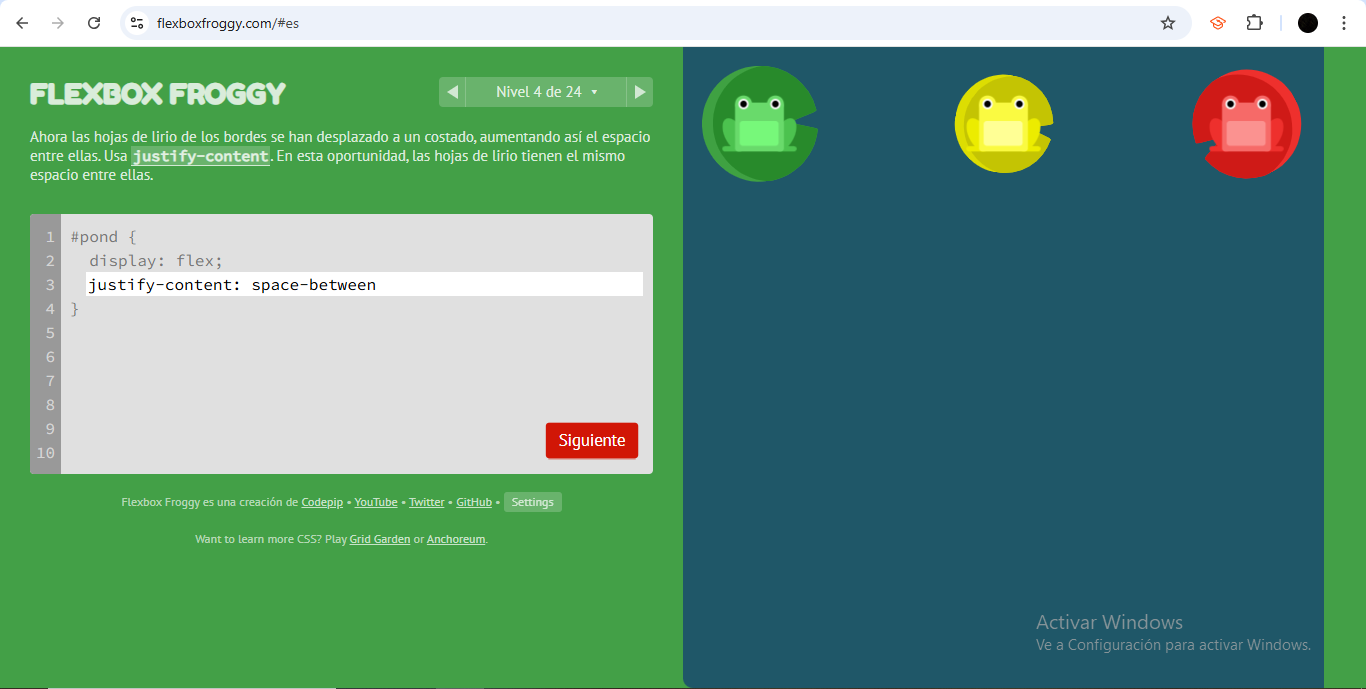 flexboxfroggy.com/#es
FLEXBOX FROGGY
Nivel 4 de 24
Ahora las hojas de lirio de los bordes se han desplazado a un costado, aumentando así el espacio
entre ellas. Usa justify-content. En esta oportunidad, las hojas de lirio tienen el mismo
espacio entre ellas.
1 #pond {
2 display: flex;
3 justify-content: space-between
4 }
5
6
7
8
9
10
Siguiente
Flexbox Froggy es una creación de Codepip • YouTube • Twitter • GitHub • Settings
Want to learn more CSS? Play Grid Garden or Anchoreum.
Activar Windows
Ve a Configuración para activar Windows.